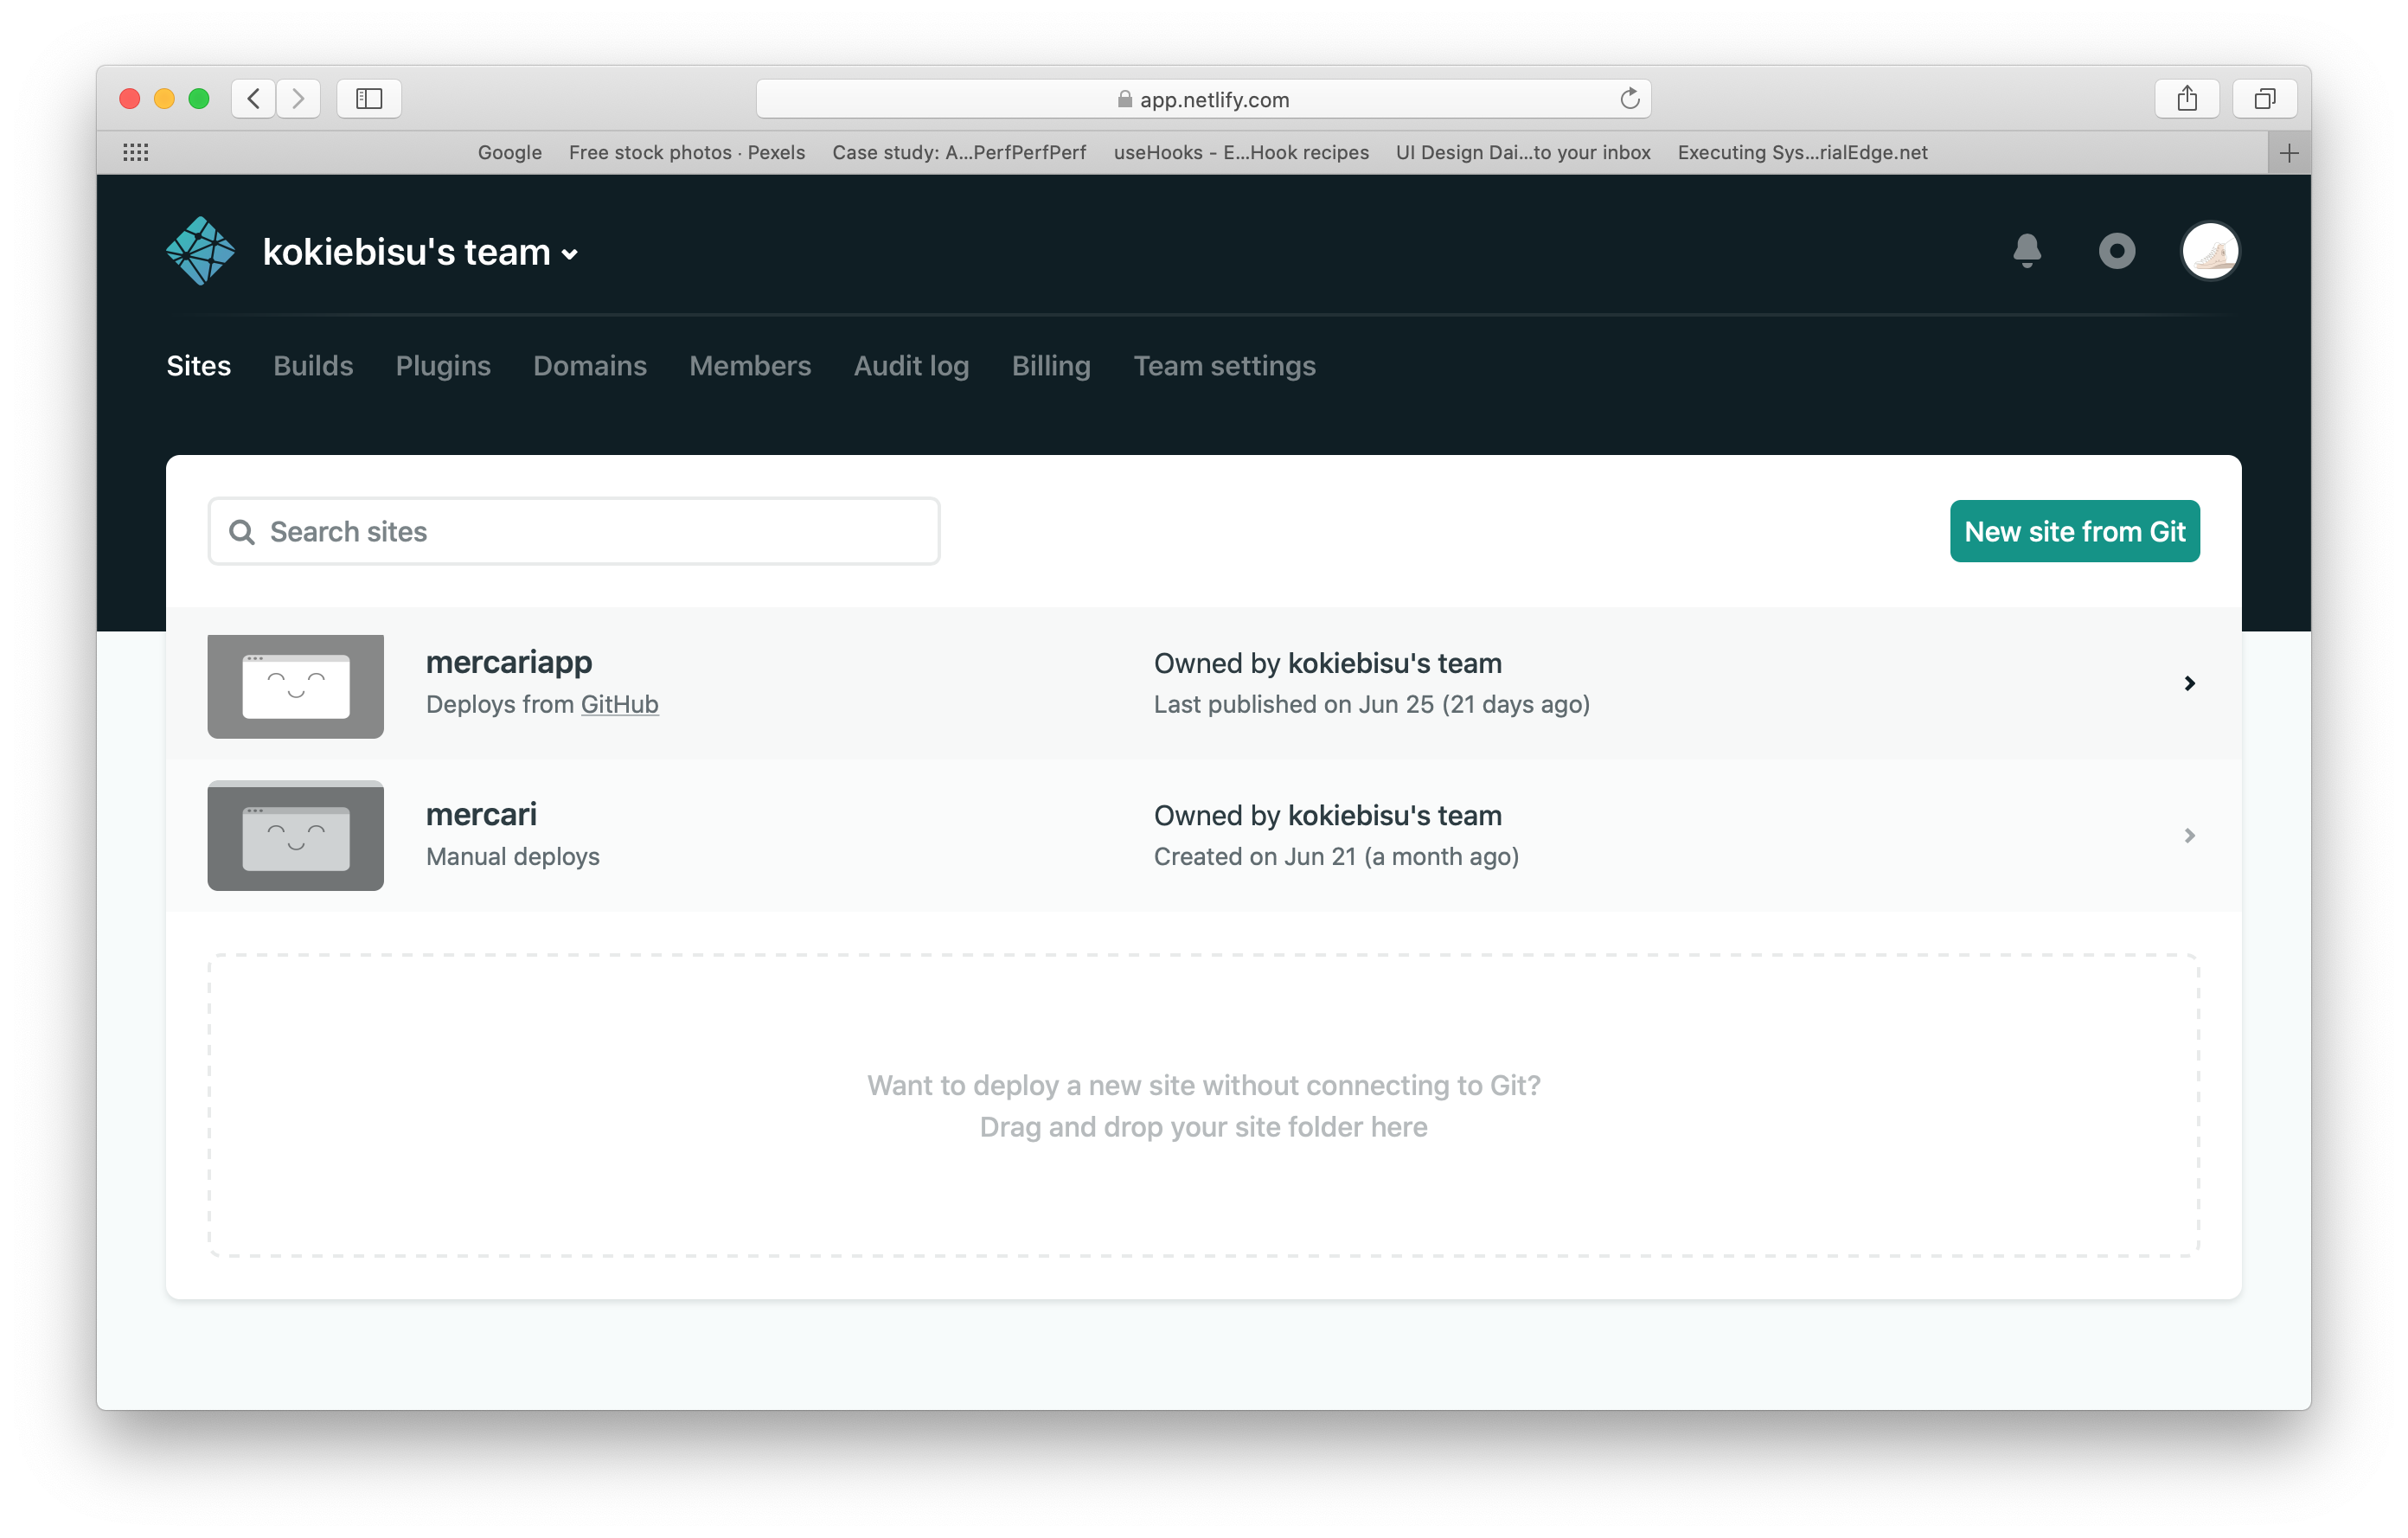 app.netlify.com
Google Free stock photos · Pexels Case study: A...PerfPerfPerf useHooks - E...Hook recipes UI Design Dai...to your inbox Executing Sys...rialEdge.net
kokiebisu's team
Sites Builds Plugins Domains Members Audit log Billing Team settings
Search sites
New site from Git
mercariapp
Deploys from GitHub
Owned by kokiebisu's team
Last published on Jun 25 (21 days ago)
mercari
Manual deploys
Owned by kokiebisu's team
Created on Jun 21 (a month ago)
Want to deploy a new site without connecting to Git?
Drag and drop your site folder here